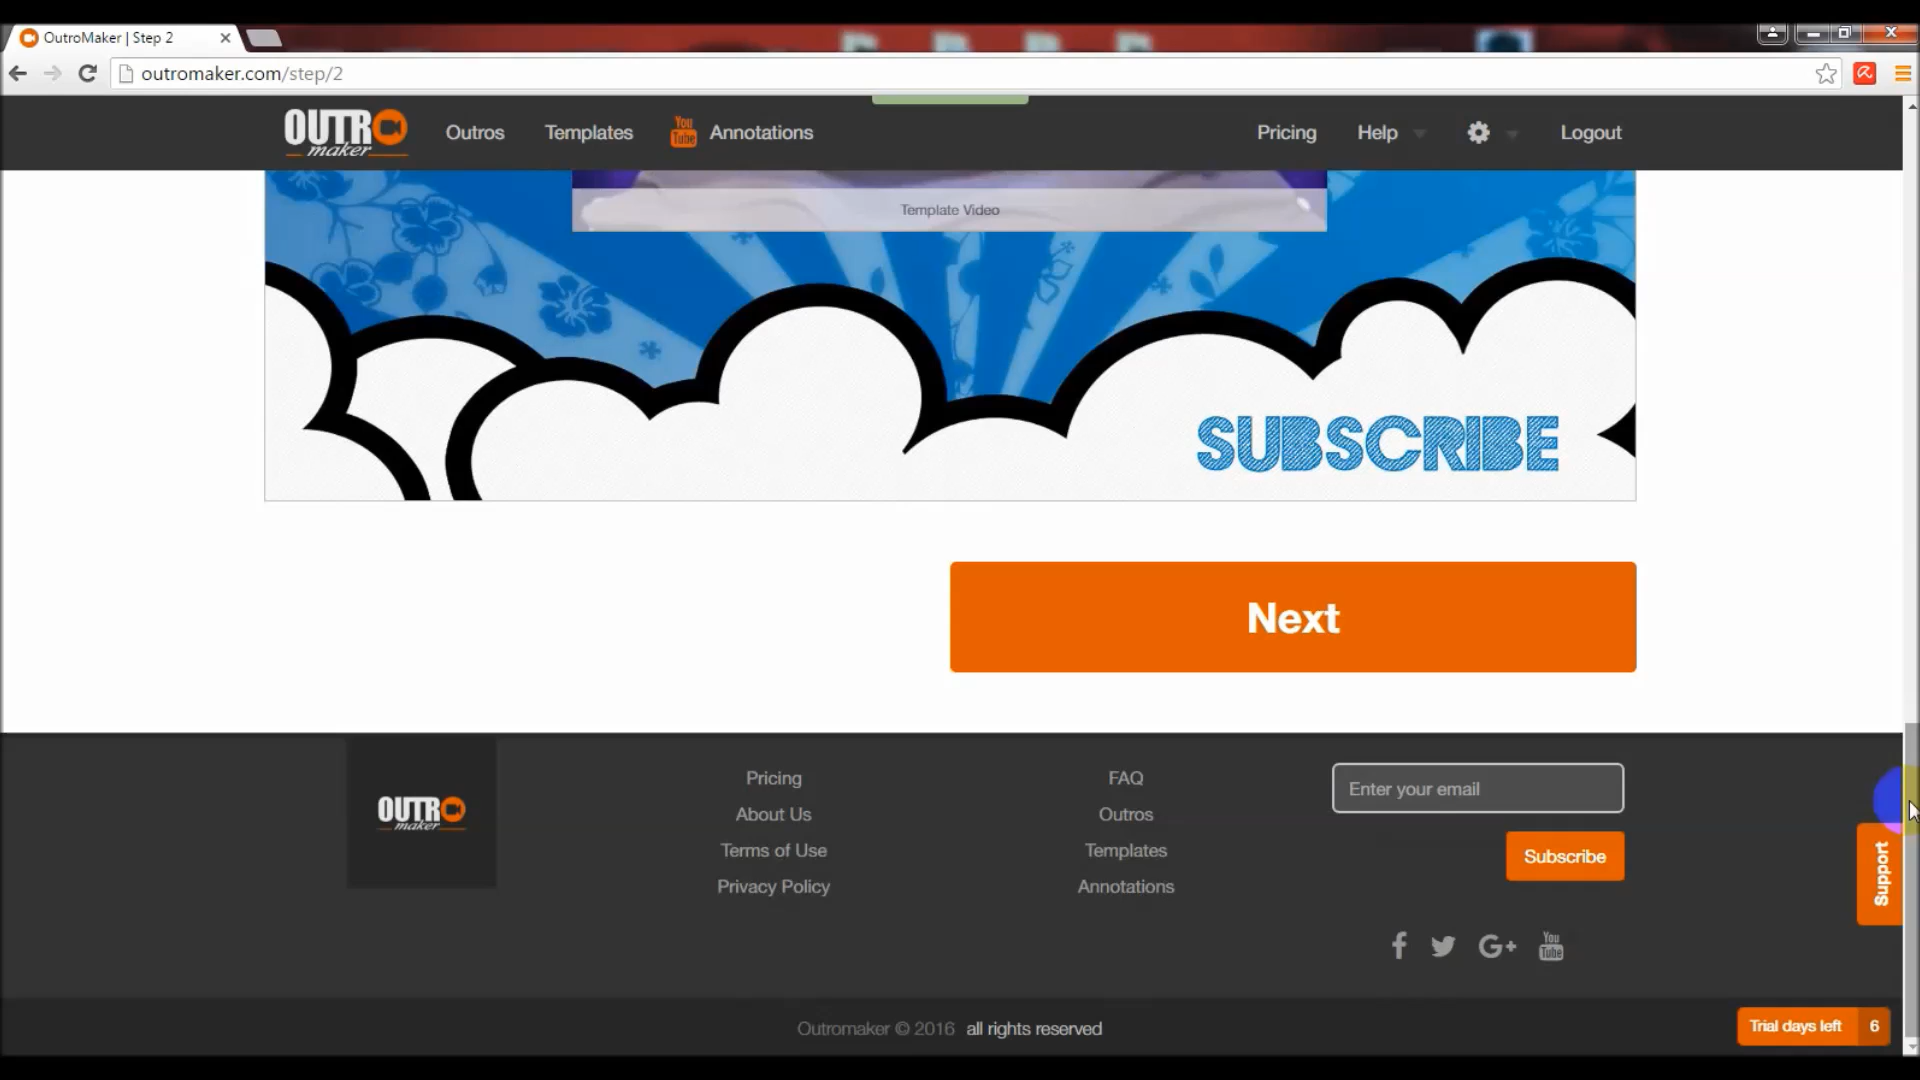 OutroMaker | Step 2
outromaker.com/step/2
OUTRO
maker
Outros
Templates
You
Tube
Annotations
Pricing
Help
Logout
Template Video
SUBSCRIBE
Next
OUTRO
maker
Pricing
About Us
Terms of Use
Privacy Policy
FAQ
Outros
Templates
Annotations
Enter your email
Subscribe
G+
You
Tube
Support
Outromaker © 2016 all rights reserved
Trial days left 6